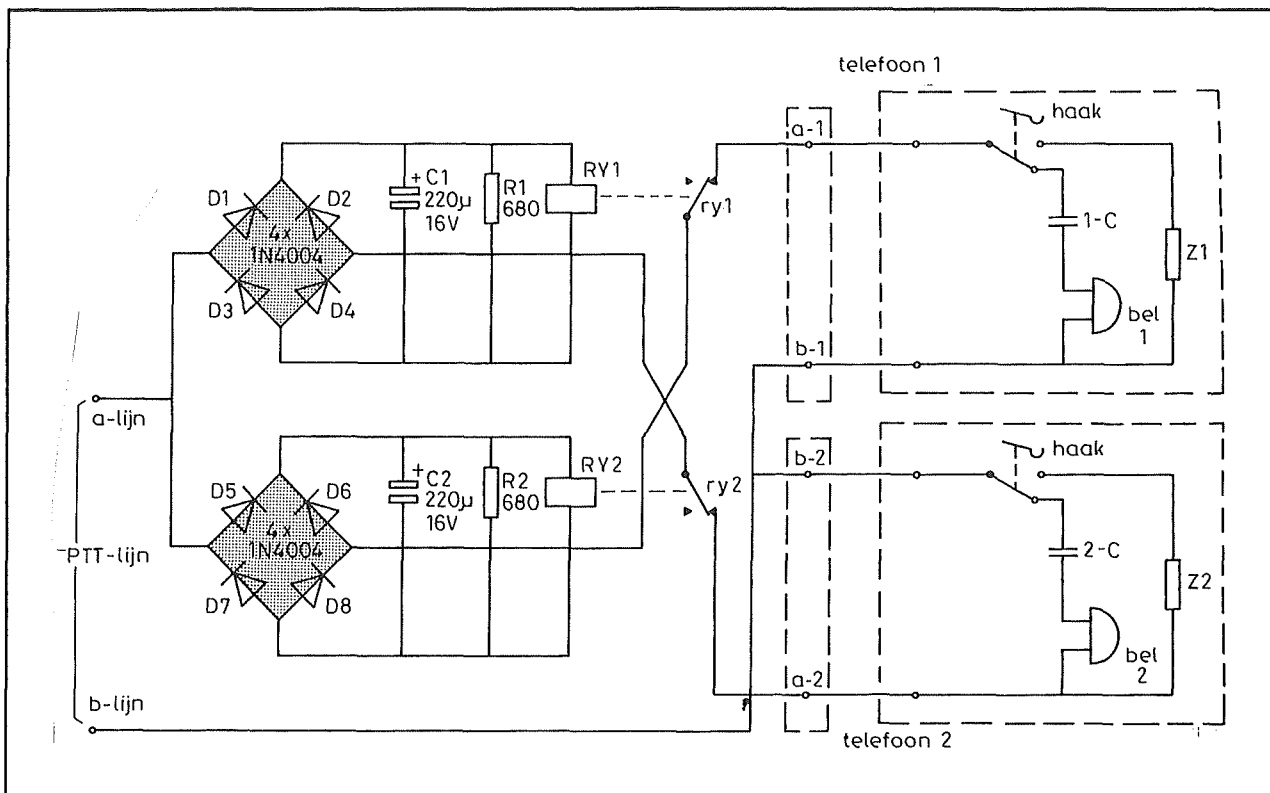 telefoon 1
haak
a-1
RY1
+ C1
220µ
16V
R1
680
ry1
D1
D2
4x
1N4004
D3
D4
1-C
Z1
bel
1
b-1
a-lijn
b-2
haak
RY2
+
C2
220µ
16V
R2
680
ry2
D5
D6
4x
1N4004
D7
D8
PTT-lijn
2-C
Z2
bel
2
a-2
b-lijn
telefoon 2